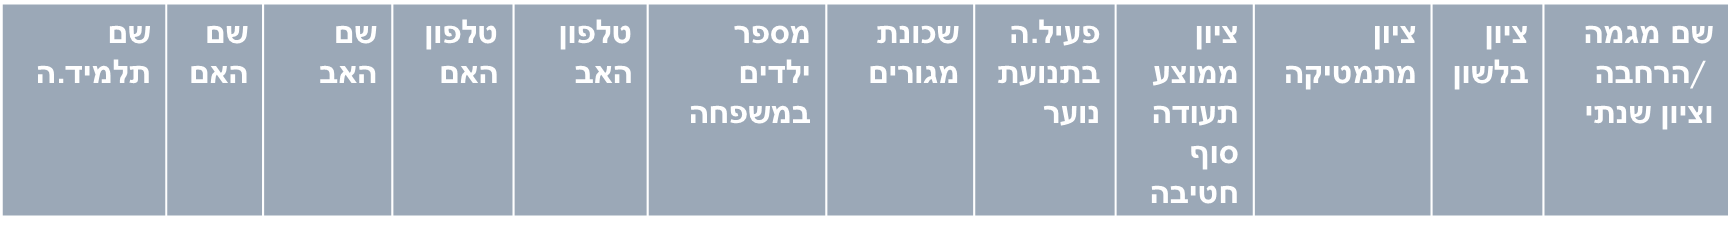 שם מגמה
/הרחבה
וציון שנתי
ציון
בלשון
ציון
מתמטיקה
ציון
ממוצע
תעודה
סוף
חטיבה
פעיל.ה
בתנועת
נוער
שכונת
מגורים
מספר
ילדים
במשפחה
טלפון
האב
טלפון
האם
שם
האב
שם
האם
שם
תלמיד.ה